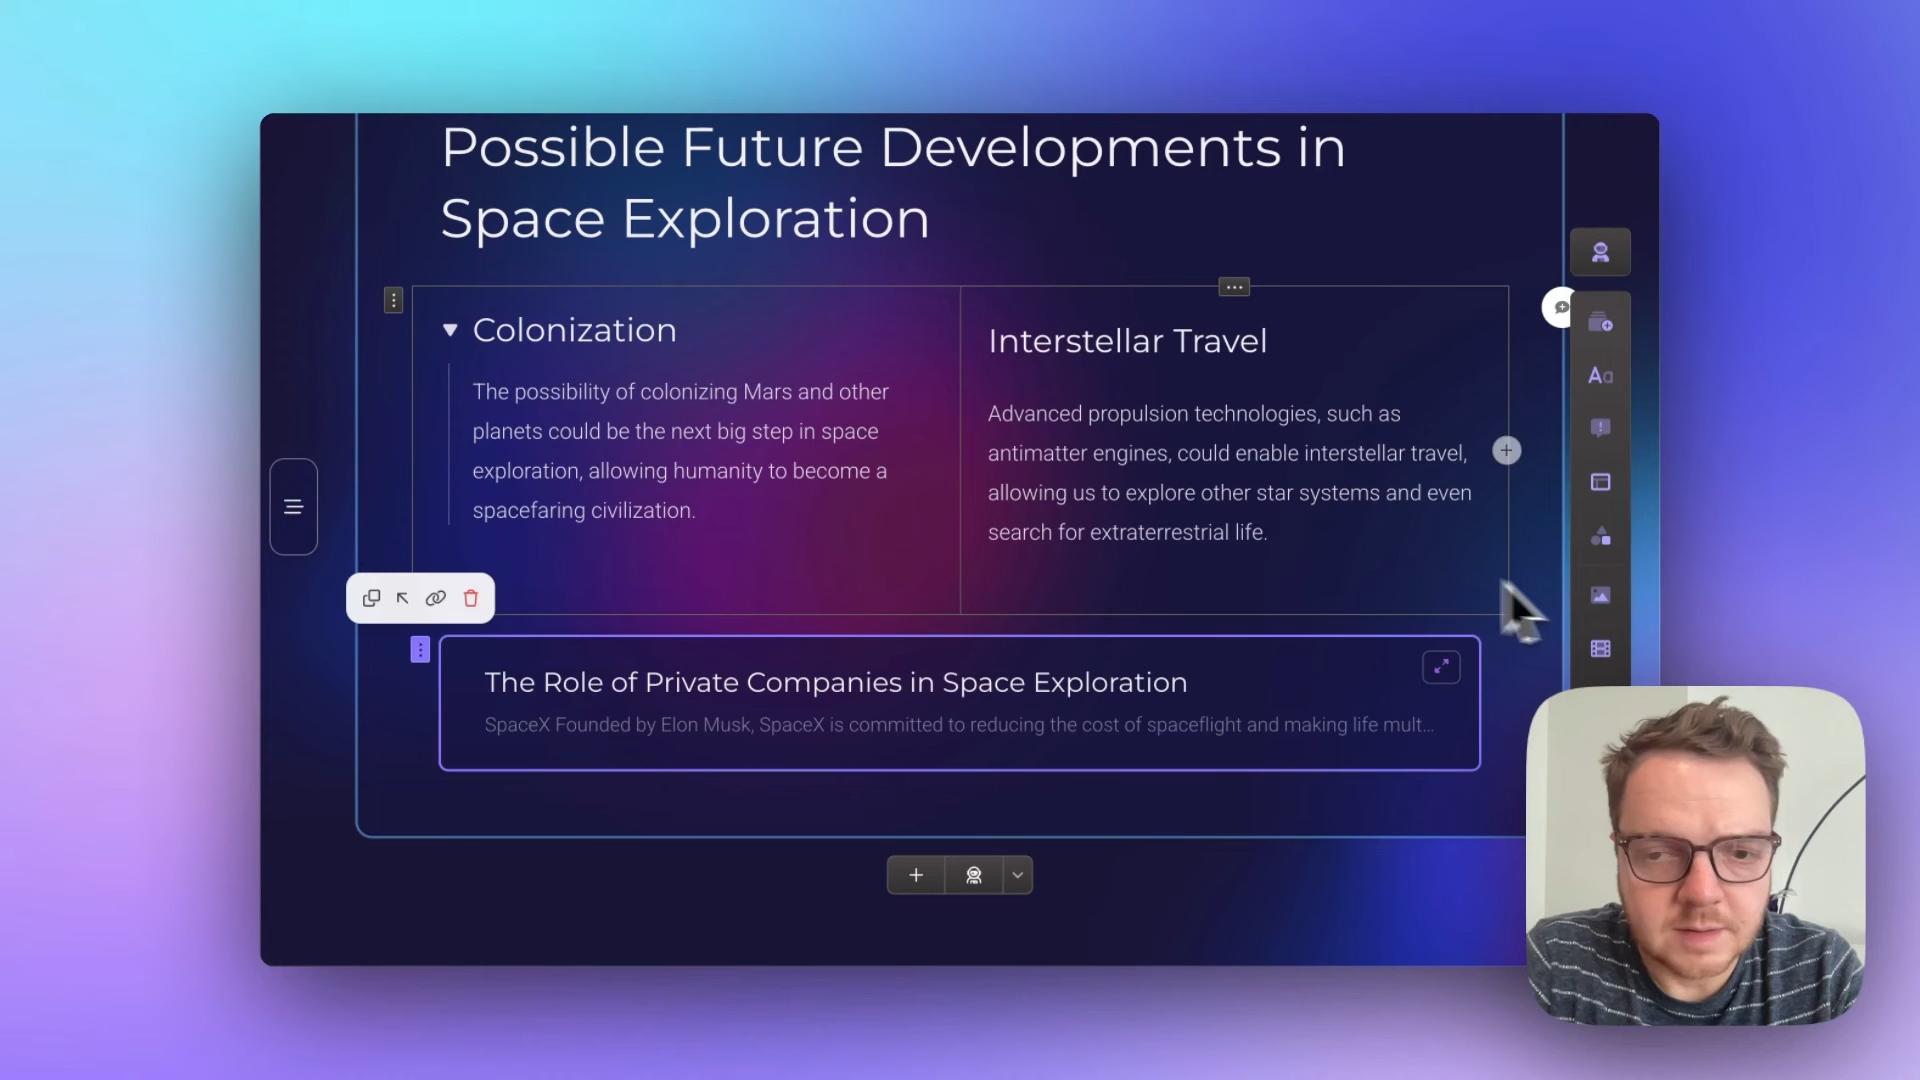 Possible Future Developments in
Space Exploration
Colonization
The possibility of colonizing Mars and other
planets could be the next big step in space
exploration, allowing humanity to become a
spacefaring civilization.
Interstellar Travel
Advanced propulsion technologies, such as
antimatter engines, could enable interstellar travel,
allowing us to explore other star systems and even
search for extraterrestrial life.
Aa
The Role of Private Companies in Space Exploration
SpaceX Founded by Elon Musk, SpaceX is committed to reducing the cost of spaceflight and making life mult...